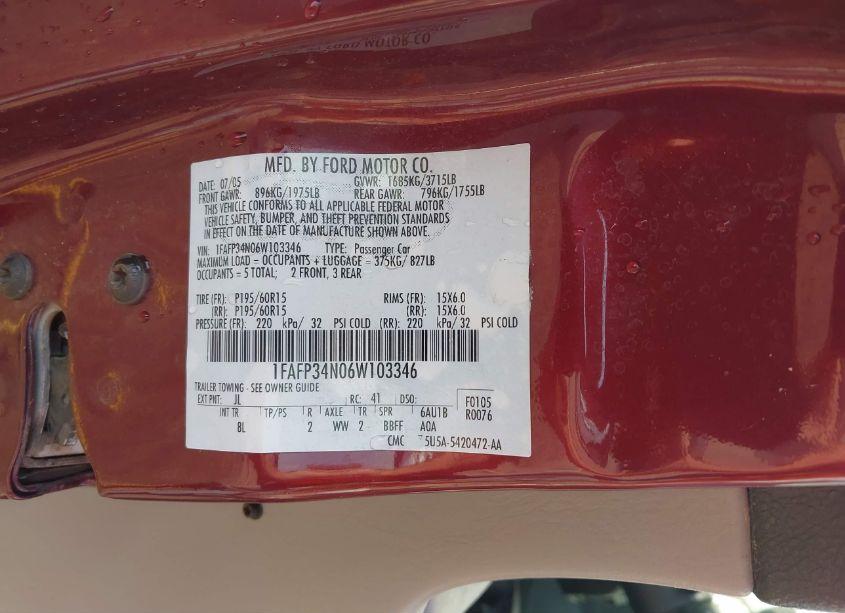 FORD MOTOR CO
MFD. BY FORD MOTOR CO.
DATE: 07/05 GVWR: 1685KG/3715LB
FRONT GAWR: 896KG/1975LB REAR GAWR: 796KG/1755LB
THIS VEHICLE CONFORMS TO ALL APPLICABLE FEDERAL MOTOR
VEHICLE SAFETY, BUMPER, AND THEFT PREVENTION STANDARDS
IN EFFECT ON THE DATE OF MANUFACTURE SHOWN ABOVE.
VIN: 1FAFP34N06W103346 TYPE: Passenger Car
MAXIMUM LOAD = OCCUPANTS + LUGGAGE = 375KG/ 827LB
OCCUPANTS = 5 TOTAL; 2 FRONT, 3 REAR
TIRE (FR): P195/60R15 RIMS (FR): 15X6.0
(RR): P195/60R15 (RR): 15X6.0
PRESSURE (FR): 220 kPa/ 32 PSI COLD (RR): 220 kPa/ 32 PSI COLD
1FAFP34N06W103346
TRAILER TOWING - SEE OWNER GUIDE
EXT PNT: JL RC: 41 DSO: F0105
INT TR TP/PS R AXLE TR SPR 6AU1B R0076
BL 2 WW 2 BBFF AOA
CMC 5U5A-5420472-AA